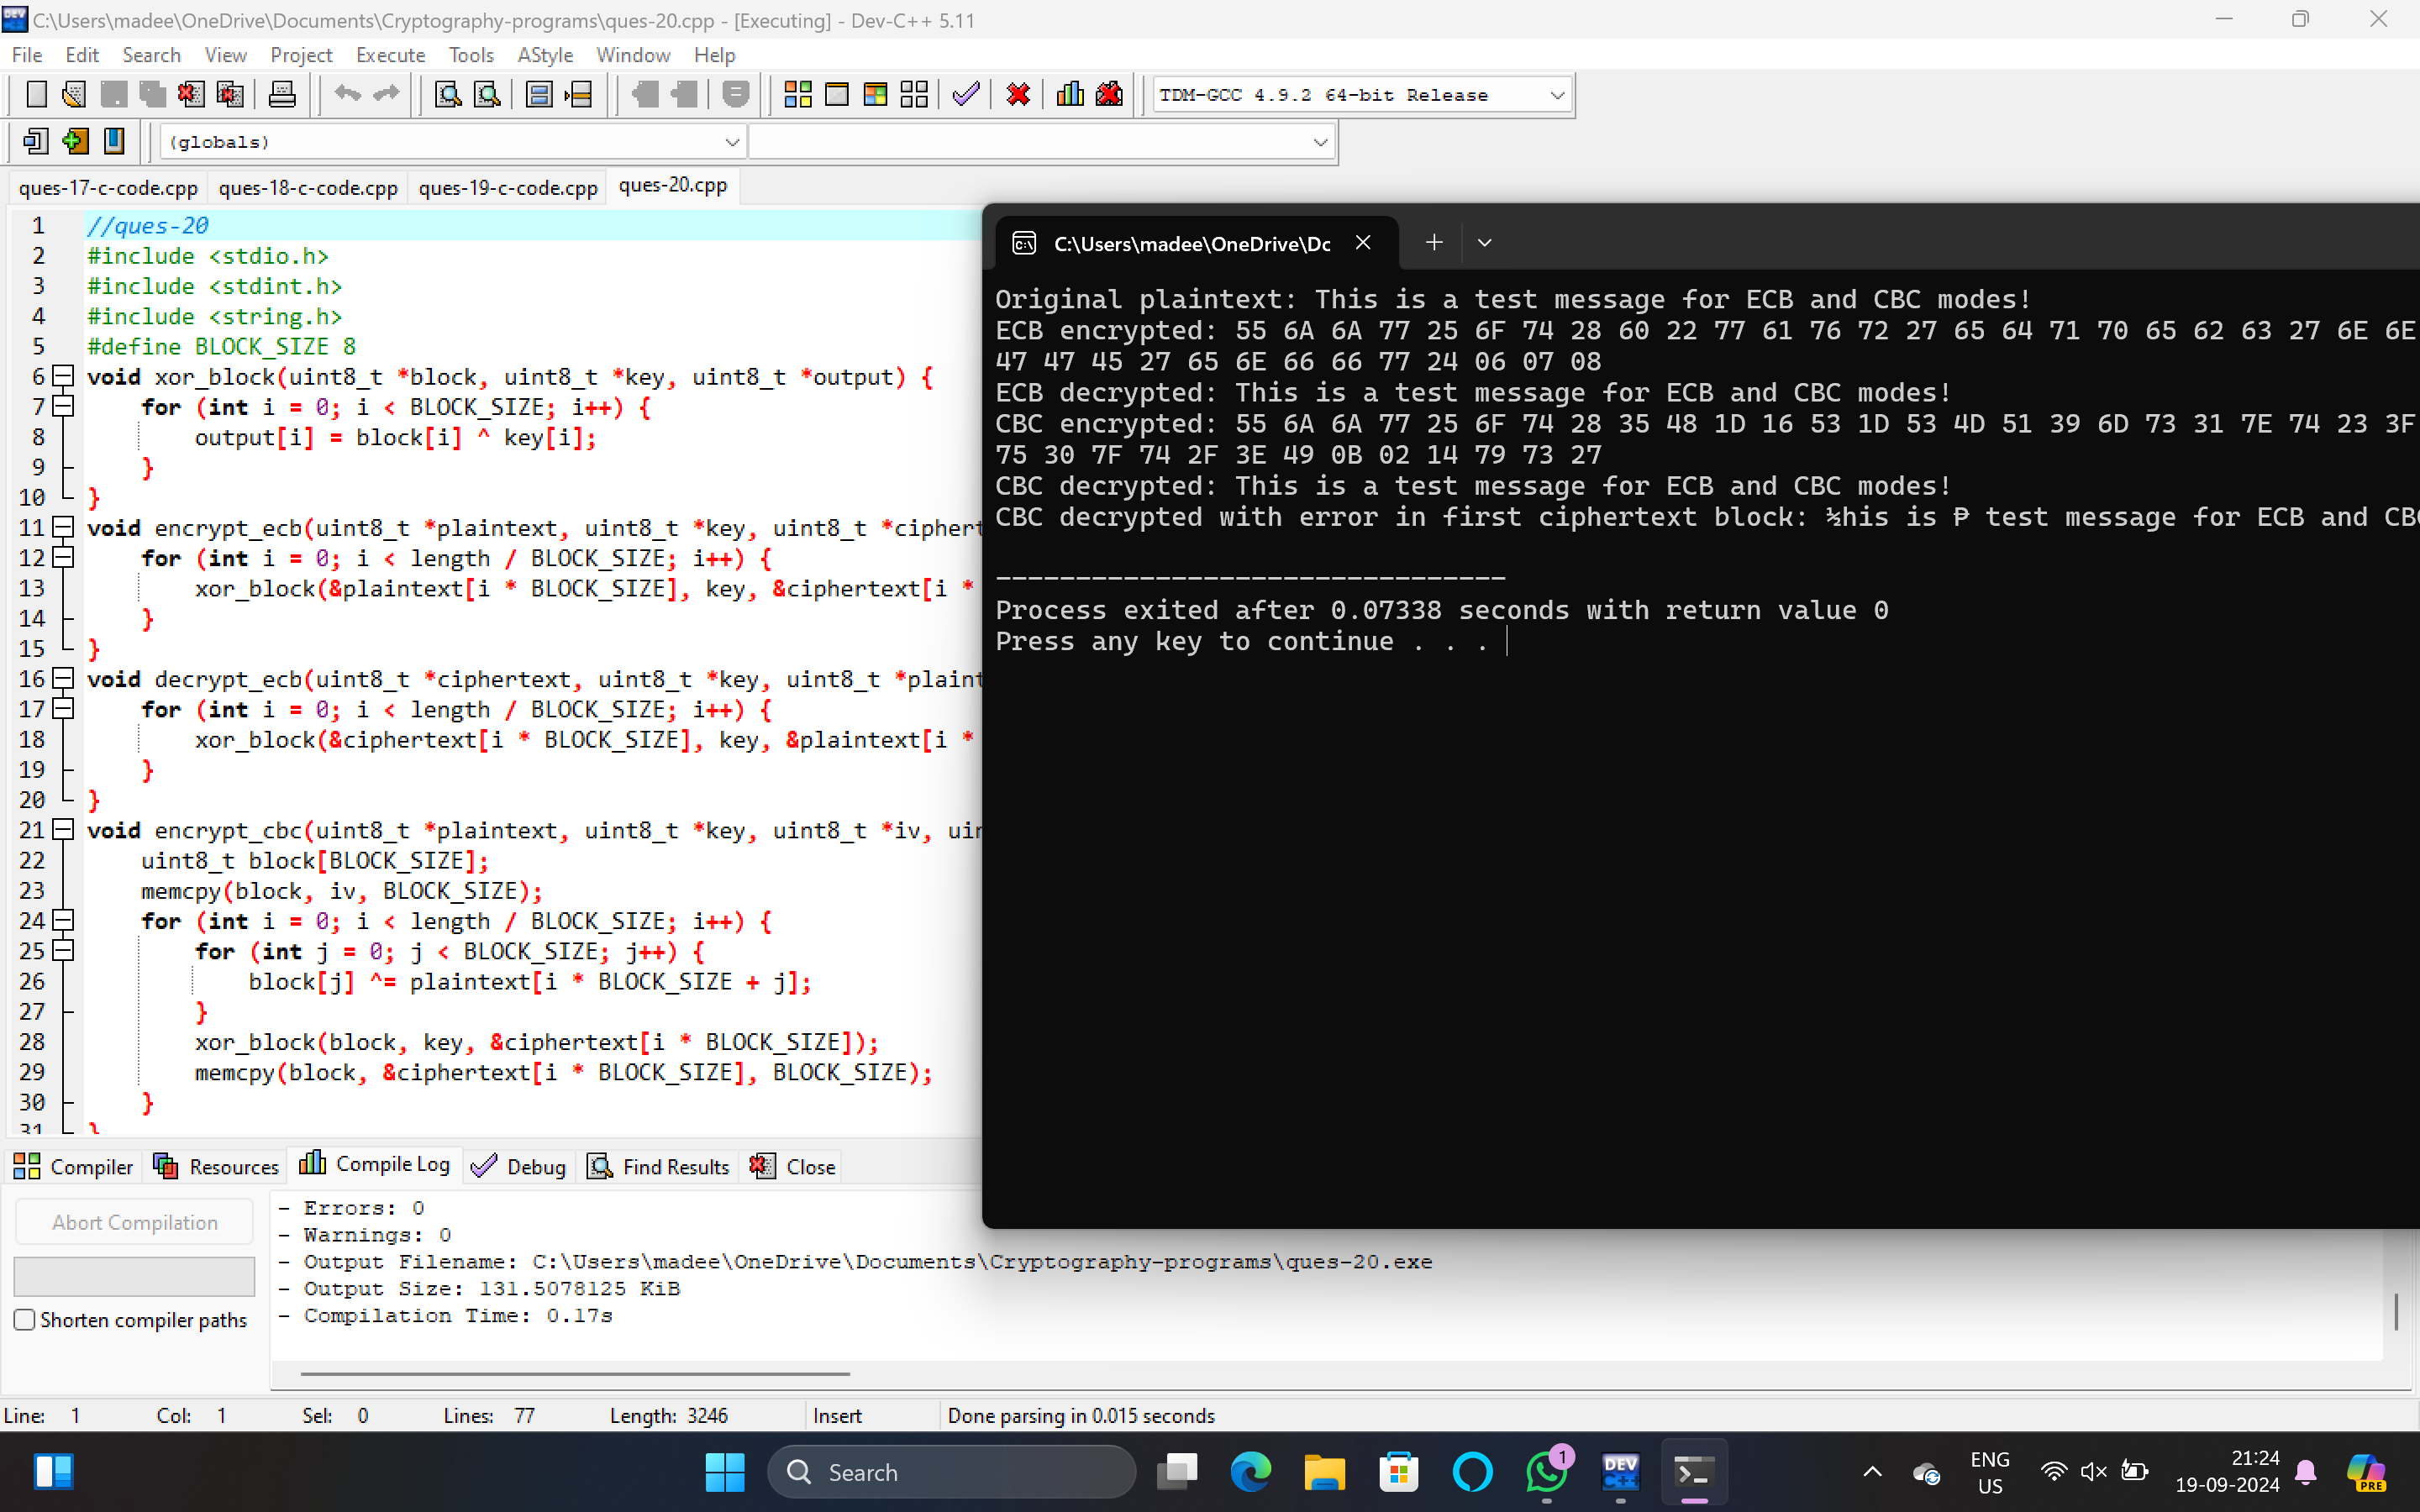 C:\Users\madee\OneDrive\Documents\Cryptography-programs\ques-20.cpp - [Executing] - Dev-C++ 5.11
File Edit Search View Project Execute Tools AStyle Window Help
TDM-GCC 4.9.2 64-bit Release
(globals)
ques-17-c-code.cpp ques-18-c-code.cpp ques-19-c-code.cpp ques-20.cpp
1 //ques-20
2 #include <stdio.h>
3 #include <stdint.h>
4 #include <string.h>
5 #define BLOCK_SIZE 8
6 void xor_block(uint8_t *block, uint8_t *key, uint8_t *output) {
7 for (int i = 0; i < BLOCK_SIZE; i++) {
8 output[i] = block[i] ^ key[i];
9 }
10 }
11 void encrypt_ecb(uint8_t *plaintext, uint8_t *key, uint8_t *ciphert
12 for (int i = 0; i < length / BLOCK_SIZE; i++) {
13 xor_block(&plaintext[i * BLOCK_SIZE], key, &ciphertext[i *
14 }
15 }
16 void decrypt_ecb(uint8_t *ciphertext, uint8_t *key, uint8_t *plaint
17 for (int i = 0; i < length / BLOCK_SIZE; i++) {
18 xor_block(&ciphertext[i * BLOCK_SIZE], key, &plaintext[i *
19 }
20 }
21 void encrypt_cbc(uint8_t *plaintext, uint8_t *key, uint8_t *iv, uin
22 uint8_t block[BLOCK_SIZE];
23 memcpy(block, iv, BLOCK_SIZE);
24 for (int i = 0; i < length / BLOCK_SIZE; i++) {
25 for (int j = 0; j < BLOCK_SIZE; j++) {
26 block[j] ^= plaintext[i * BLOCK_SIZE + j];
27 }
28 xor_block(block, key, &ciphertext[i * BLOCK_SIZE]);
29 memcpy(block, &ciphertext[i * BLOCK_SIZE], BLOCK_SIZE);
30 }
31 }
C:\Users\madee\OneDrive\Dc
Original plaintext: This is a test message for ECB and CBC modes!
ECB encrypted: 55 6A 6A 77 25 6F 74 28 60 22 77 61 76 72 27 65 64 71 70 65 62 63 27 6E 6E
47 47 45 27 65 6E 66 66 77 24 06 07 08
ECB decrypted: This is a test message for ECB and CBC modes!
CBC encrypted: 55 6A 6A 77 25 6F 74 28 35 48 1D 16 53 1D 53 4D 51 39 6D 73 31 7E 74 23 3F
75 30 7F 74 2F 3E 49 0B 02 14 79 73 27
CBC decrypted: This is a test message for ECB and CBC modes!
CBC decrypted with error in first ciphertext block: ½his is ₱ test message for ECB and CBC
-------------------------------- 
Process exited after 0.07338 seconds with return value 0
Press any key to continue . . .
Compiler Resources Compile Log Debug Find Results Close
Abort Compilation
Shorten compiler paths
- Errors: 0
- Warnings: 0
- Output Filename: C:\Users\madee\OneDrive\Documents\Cryptography-programs\ques-20.exe
- Output Size: 131.5078125 KiB
- Compilation Time: 0.17s
Line: 1 Col: 1 Sel: 0 Lines: 77 Length: 3246 Insert Done parsing in 0.015 seconds
Search
1
DEV C++
ENG
US
21:24
19-09-2024
PRE